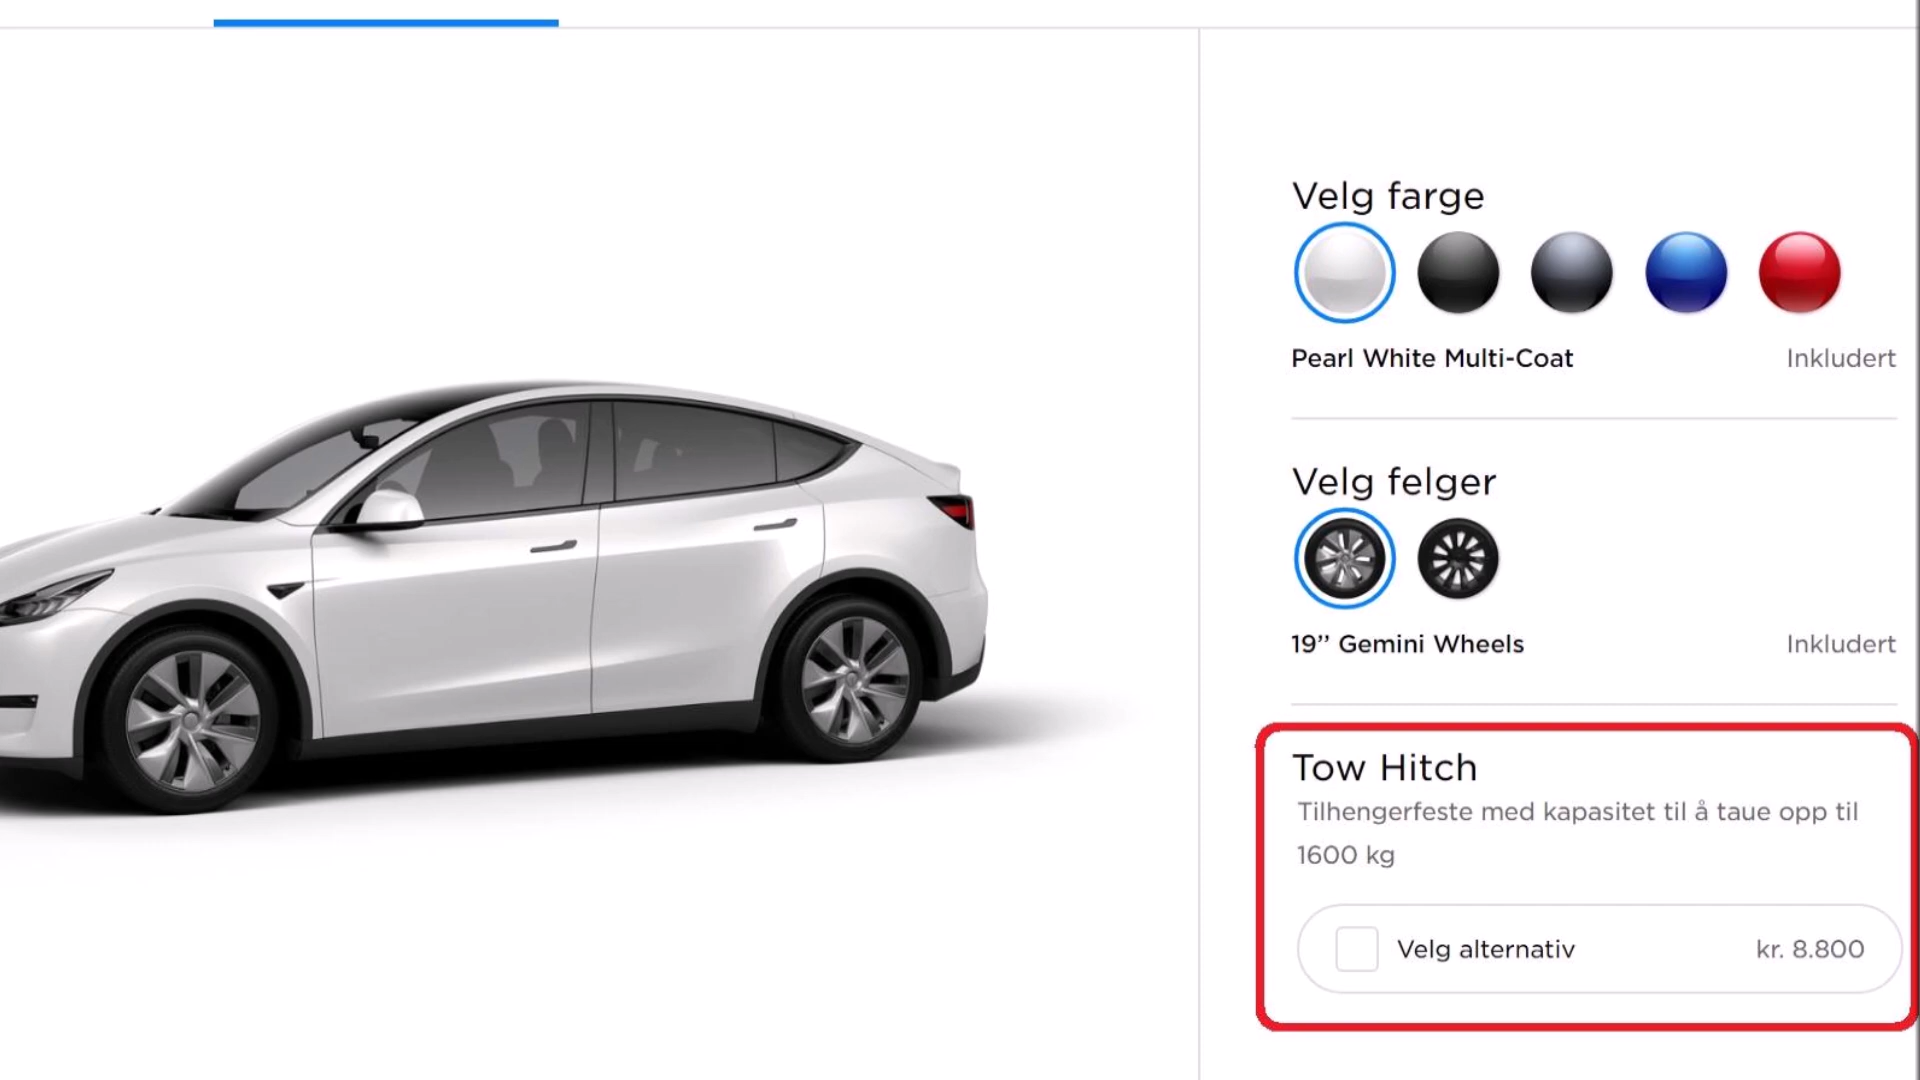 Velg farge
Pearl White Multi-Coat Inkludert
Velg felger
19’’ Gemini Wheels Inkludert
Tow Hitch
Tilhengerfeste med kapasitet til å taue opp til
1600 kg
Velg alternativ kr. 8.800